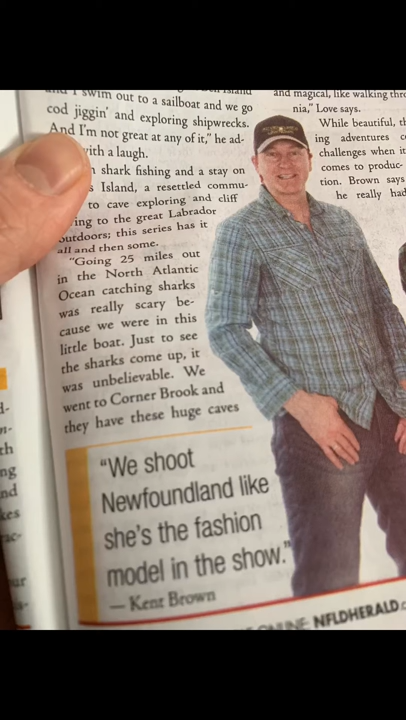 and I swim out to a sailboat and we go
cod jiggin' and exploring shipwrecks.
And I'm not great at any of it," he ad-
with a laugh.
shark fishing and a stay on
Island, a resettled commu-
to cave exploring and cliff
to the great Labrador
outdoors; this series has it
all and then some.
"Going 25 miles out
in the North Atlantic
Ocean catching sharks
was really scary be-
cause we were in this
little boat. Just to see
the sharks come up, it
was unbelievable. We
went to Corner Brook and
they have these huge caves
"We shoot
Newfoundland like
she's the fashion
model in the show."
— Kent Brown
and magical, like walking
nia," Love says.
While beautiful,
ing adventures
challenges when it
comes to produc-
tion. Brown says
he really had
NFLDHERALD